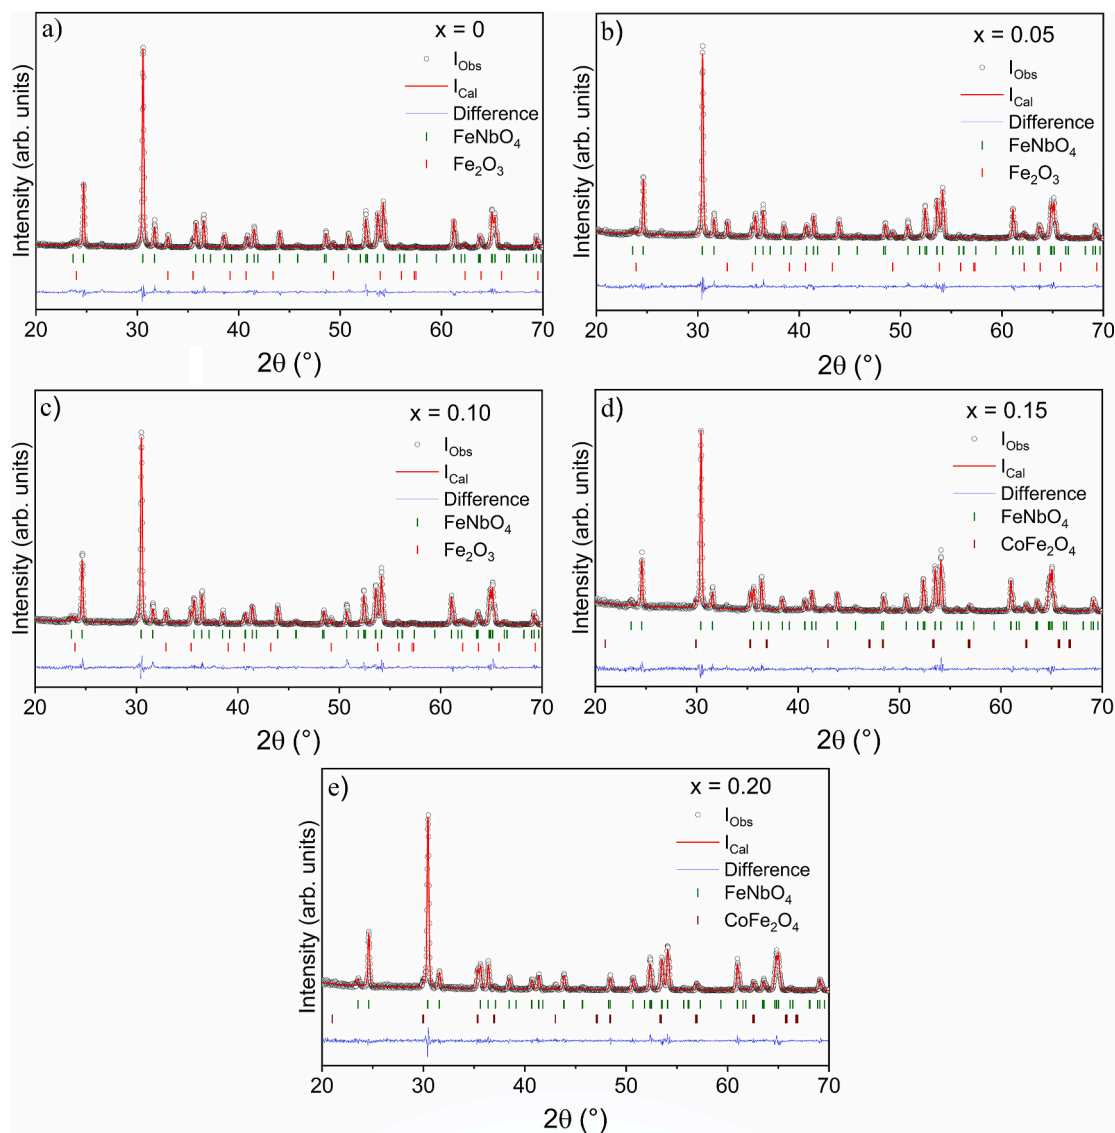 a)
x = 0
I_Obs
I_Cal
Difference
FeNbO₄
Fe₂O₃
Intensity (arb. units)
20 30 40 50 60 70
2θ (°)
b)
x = 0.05
I_Obs
I_Cal
Difference
FeNbO₄
Fe₂O₃
Intensity (arb. units)
20 30 40 50 60 70
2θ (°)
c)
x = 0.10
I_Obs
I_Cal
Difference
FeNbO₄
Fe₂O₃
Intensity (arb. units)
20 30 40 50 60 70
2θ (°)
d)
x = 0.15
I_Obs
I_Cal
Difference
FeNbO₄
CoFe₂O₄
Intensity (arb. units)
20 30 40 50 60 70
2θ (°)
e)
x = 0.20
I_Obs
I_Cal
Difference
FeNbO₄
CoFe₂O₄
Intensity (arb. units)
20 30 40 50 60 70
2θ (°)